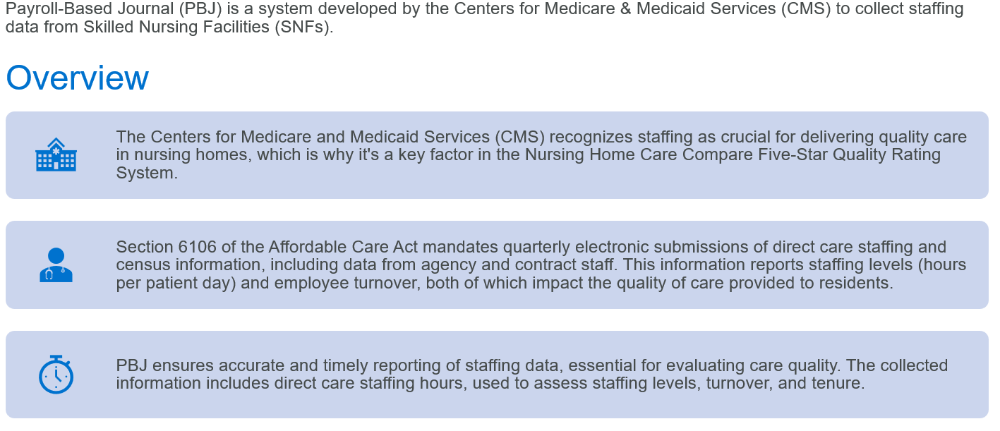 Payroll-Based Journal (PBJ) is a system developed by the Centers for Medicare & Medicaid Services (CMS) to collect staffing
data from Skilled Nursing Facilities (SNFs).
Overview
The Centers for Medicare and Medicaid Services (CMS) recognizes staffing as crucial for delivering quality care
in nursing homes, which is why it's a key factor in the Nursing Home Care Compare Five-Star Quality Rating
System.
Section 6106 of the Affordable Care Act mandates quarterly electronic submissions of direct care staffing and
census information, including data from agency and contract staff. This information reports staffing levels (hours
per patient day) and employee turnover, both of which impact the quality of care provided to residents.
PBJ ensures accurate and timely reporting of staffing data, essential for evaluating care quality. The collected
information includes direct care staffing hours, used to assess staffing levels, turnover, and tenure.